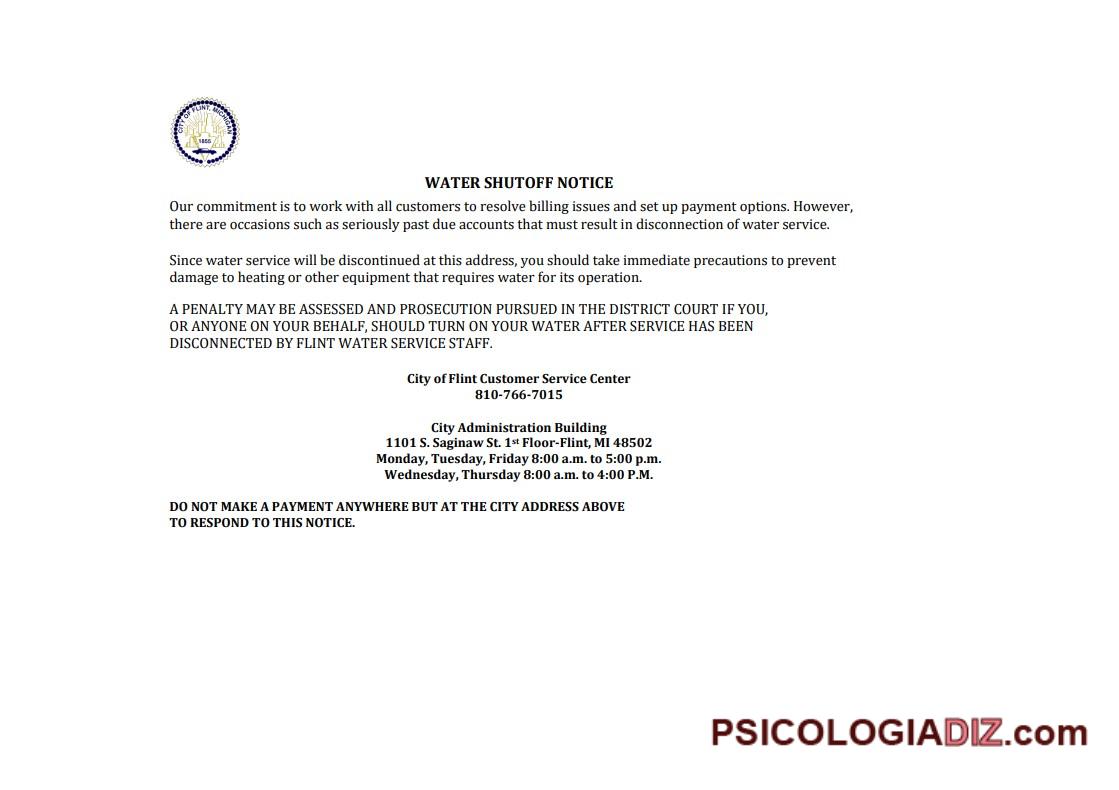 CITY OF FLINT, MICHIGAN
1855
WATER SHUTOFF NOTICE
Our commitment is to work with all customers to resolve billing issues and set up payment options. However,
there are occasions such as seriously past due accounts that must result in disconnection of water service.
Since water service will be discontinued at this address, you should take immediate precautions to prevent
damage to heating or other equipment that requires water for its operation.
A PENALTY MAY BE ASSESSED AND PROSECUTION PURSUED IN THE DISTRICT COURT IF YOU,
OR ANYONE ON YOUR BEHALF, SHOULD TURN ON YOUR WATER AFTER SERVICE HAS BEEN
DISCONNECTED BY FLINT WATER SERVICE STAFF.
City of Flint Customer Service Center
810-766-7015
City Administration Building
1101 S. Saginaw St. 1st Floor-Flint, MI 48502
Monday, Tuesday, Friday 8:00 a.m. to 5:00 p.m.
Wednesday, Thursday 8:00 a.m. to 4:00 P.M.
DO NOT MAKE A PAYMENT ANYWHERE BUT AT THE CITY ADDRESS ABOVE
TO RESPOND TO THIS NOTICE.
PSICOLOGIADIZ.com